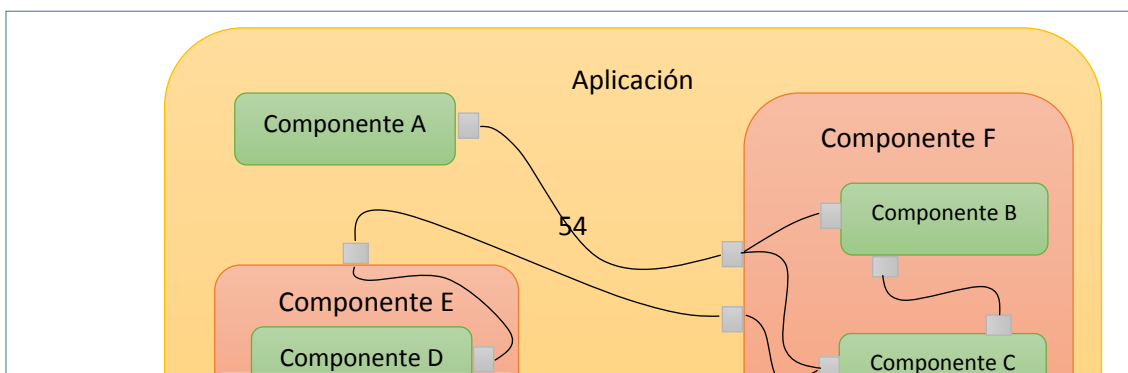 Aplicación
Componente A
Componente F
Componente B
54
Componente E
Componente D
Componente C